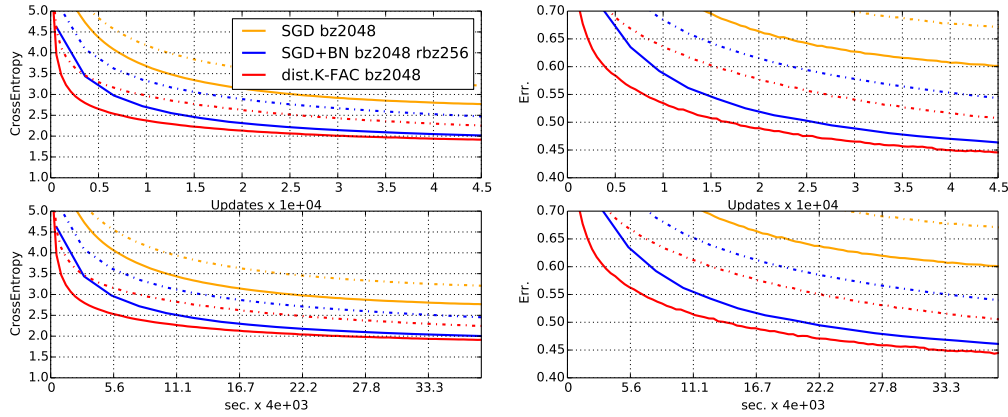 5.0
4.5
4.0
3.5
3.0
2.5
2.0
1.5
1.0
CrossEntropy
SGD bz2048
SGD+BN bz2048 rbz256
dist.K-FAC bz2048
0 0.5 1 1.5 2 2.5 3 3.5 4 4.5
Updates x 1e+04
0.70
0.65
0.60
0.55
0.50
0.45
0.40
Err.
0.5 1 1.5 2 2.5 3 3.5 4 4.5
Updates x 1e+04
5.0
4.5
4.0
3.5
3.0
2.5
2.0
1.5
1.0
CrossEntropy
0 5.6 11.1 16.7 22.2 27.8 33.3
sec. x 4e+03
0.70
0.65
0.60
0.55
0.50
0.45
0.40
Err.
5.6 11.1 16.7 22.2 27.8 33.3
sec. x 4e+03